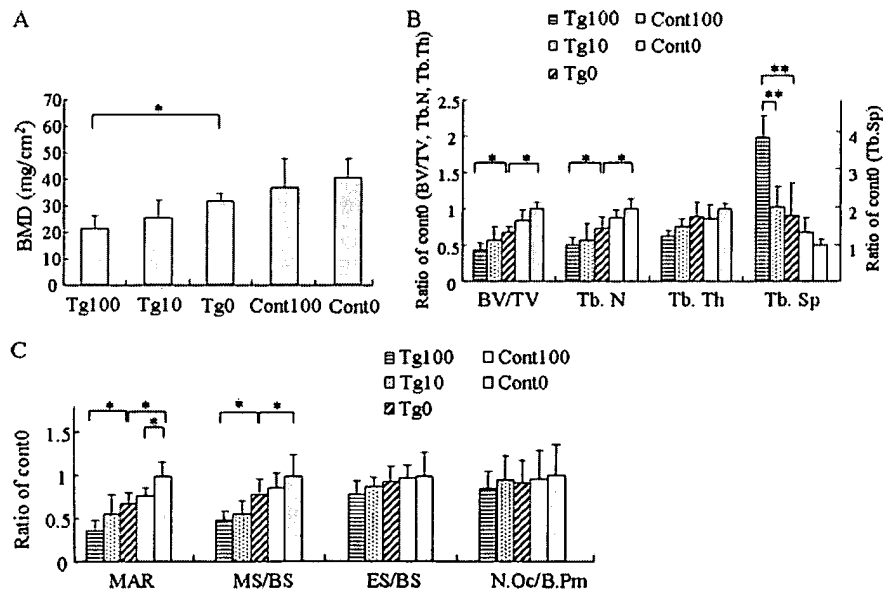 A
BMD (mg/cm²)
70
60
50
40
30
20
10
0
*
Tg100 Tg10 Tg0 Cont100 Cont0
B
Tg100 Cont100
Tg10 Cont0
Tg0
Ratio of cont0 (BV/TV, Tb.N, Tb.Th)
2.5
2
1.5
1
0.5
0
* * * * ** **
4
3
2
1
Ratio of cont0 (Tb.Sp)
BV/TV Tb. N Tb. Th Tb. Sp
C
Tg100 Cont100
Tg10 Cont0
Tg0
Ratio of cont0
1.5
1
0.5
0
* * * * *
MAR MS/BS ES/BS N.Oc/B.Pm